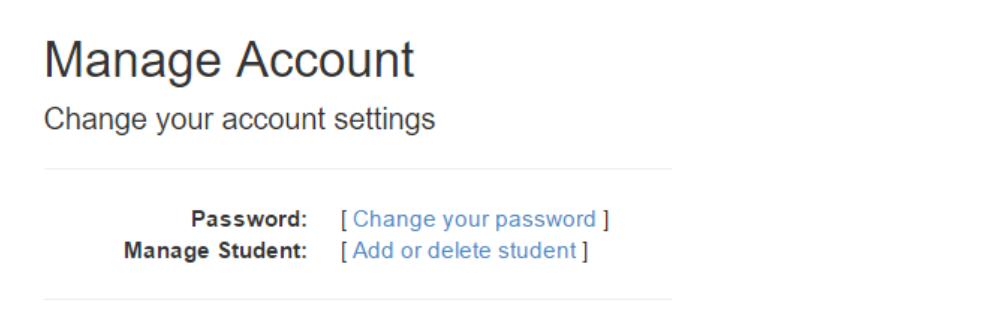 Manage Account
Change your account settings
Password: [ Change your password ]
Manage Student: [ Add or delete student ]